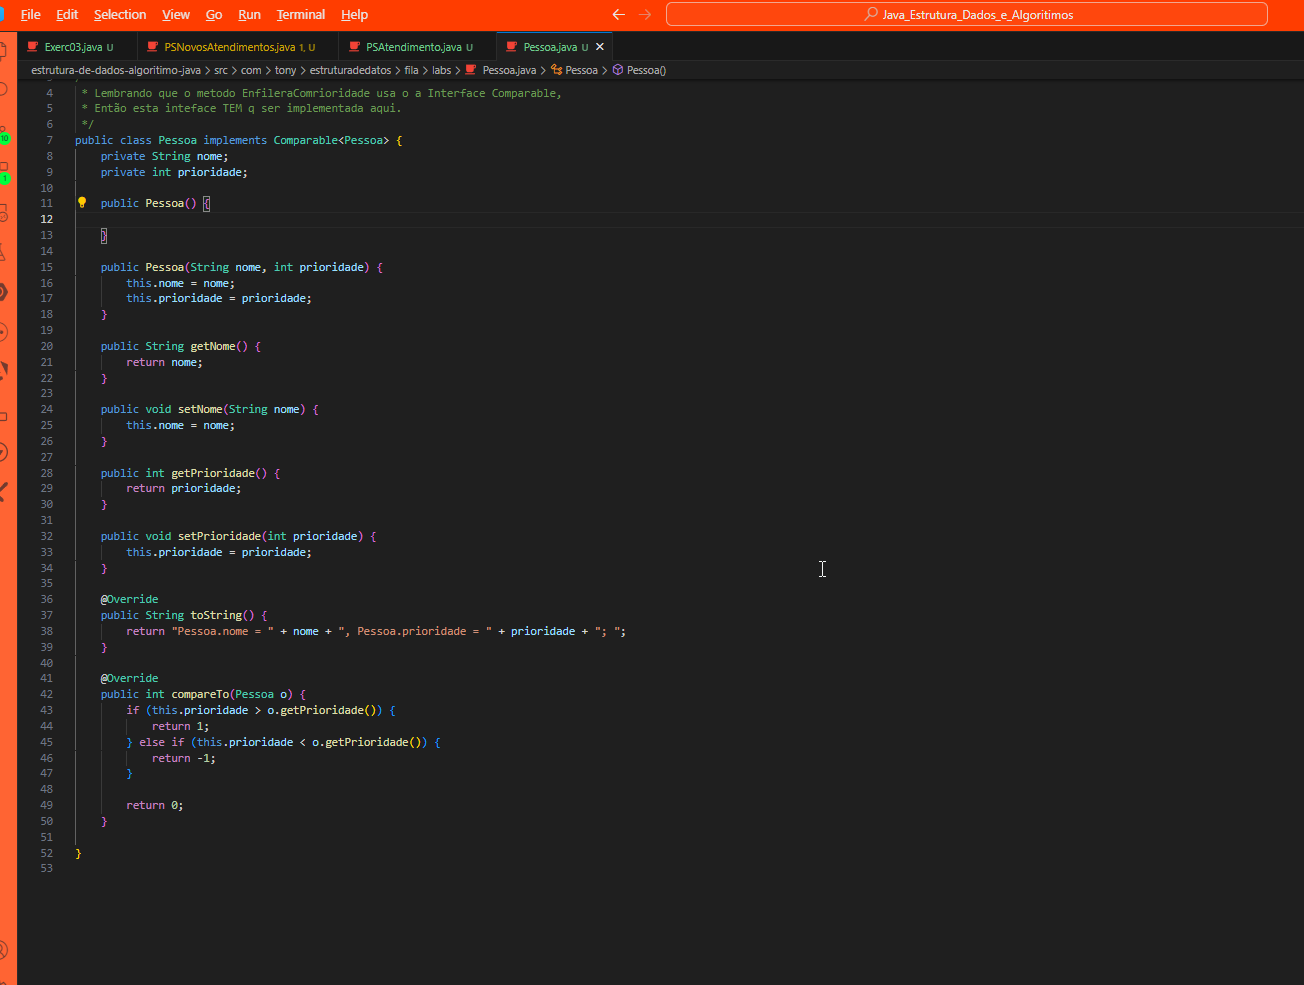 File Edit Selection View Go Run Terminal Help Java_Estrutura_Dados_e_Algoritimos
Exerc03.java U PSNovosAtendimentos.java 1, U PSAtendimento.java U Pessoa.java U
estrutura-de-dados-algoritimo-java > src > com > tony > estruturadedatos > fila > labs > Pessoa.java > Pessoa > Pessoa()
4 * Lembrando que o metodo EnfileraComrioridade usa o a Interface Comparable,
5 * Então esta inteface TEM q ser implementada aqui.
6 */
7 public class Pessoa implements Comparable<Pessoa> {
8 private String nome;
9 private int prioridade;
10
11 public Pessoa() {
12
13 }
14
15 public Pessoa(String nome, int prioridade) {
16 this.nome = nome;
17 this.prioridade = prioridade;
18 }
19
20 public String getNome() {
21 return nome;
22 }
23
24 public void setNome(String nome) {
25 this.nome = nome;
26 }
27
28 public int getPrioridade() {
29 return prioridade;
30 }
31
32 public void setPrioridade(int prioridade) {
33 this.prioridade = prioridade;
34 }
35
36 @Override
37 public String toString() {
38 return "Pessoa.nome = " + nome + ", Pessoa.prioridade = " + prioridade + "; ";
39 }
40
41 @Override
42 public int compareTo(Pessoa o) {
43 if (this.prioridade > o.getPrioridade()) {
44 return 1;
45 } else if (this.prioridade < o.getPrioridade()) {
46 return -1;
47 }
48
49 return 0;
50 }
51
52 }
53
10
1